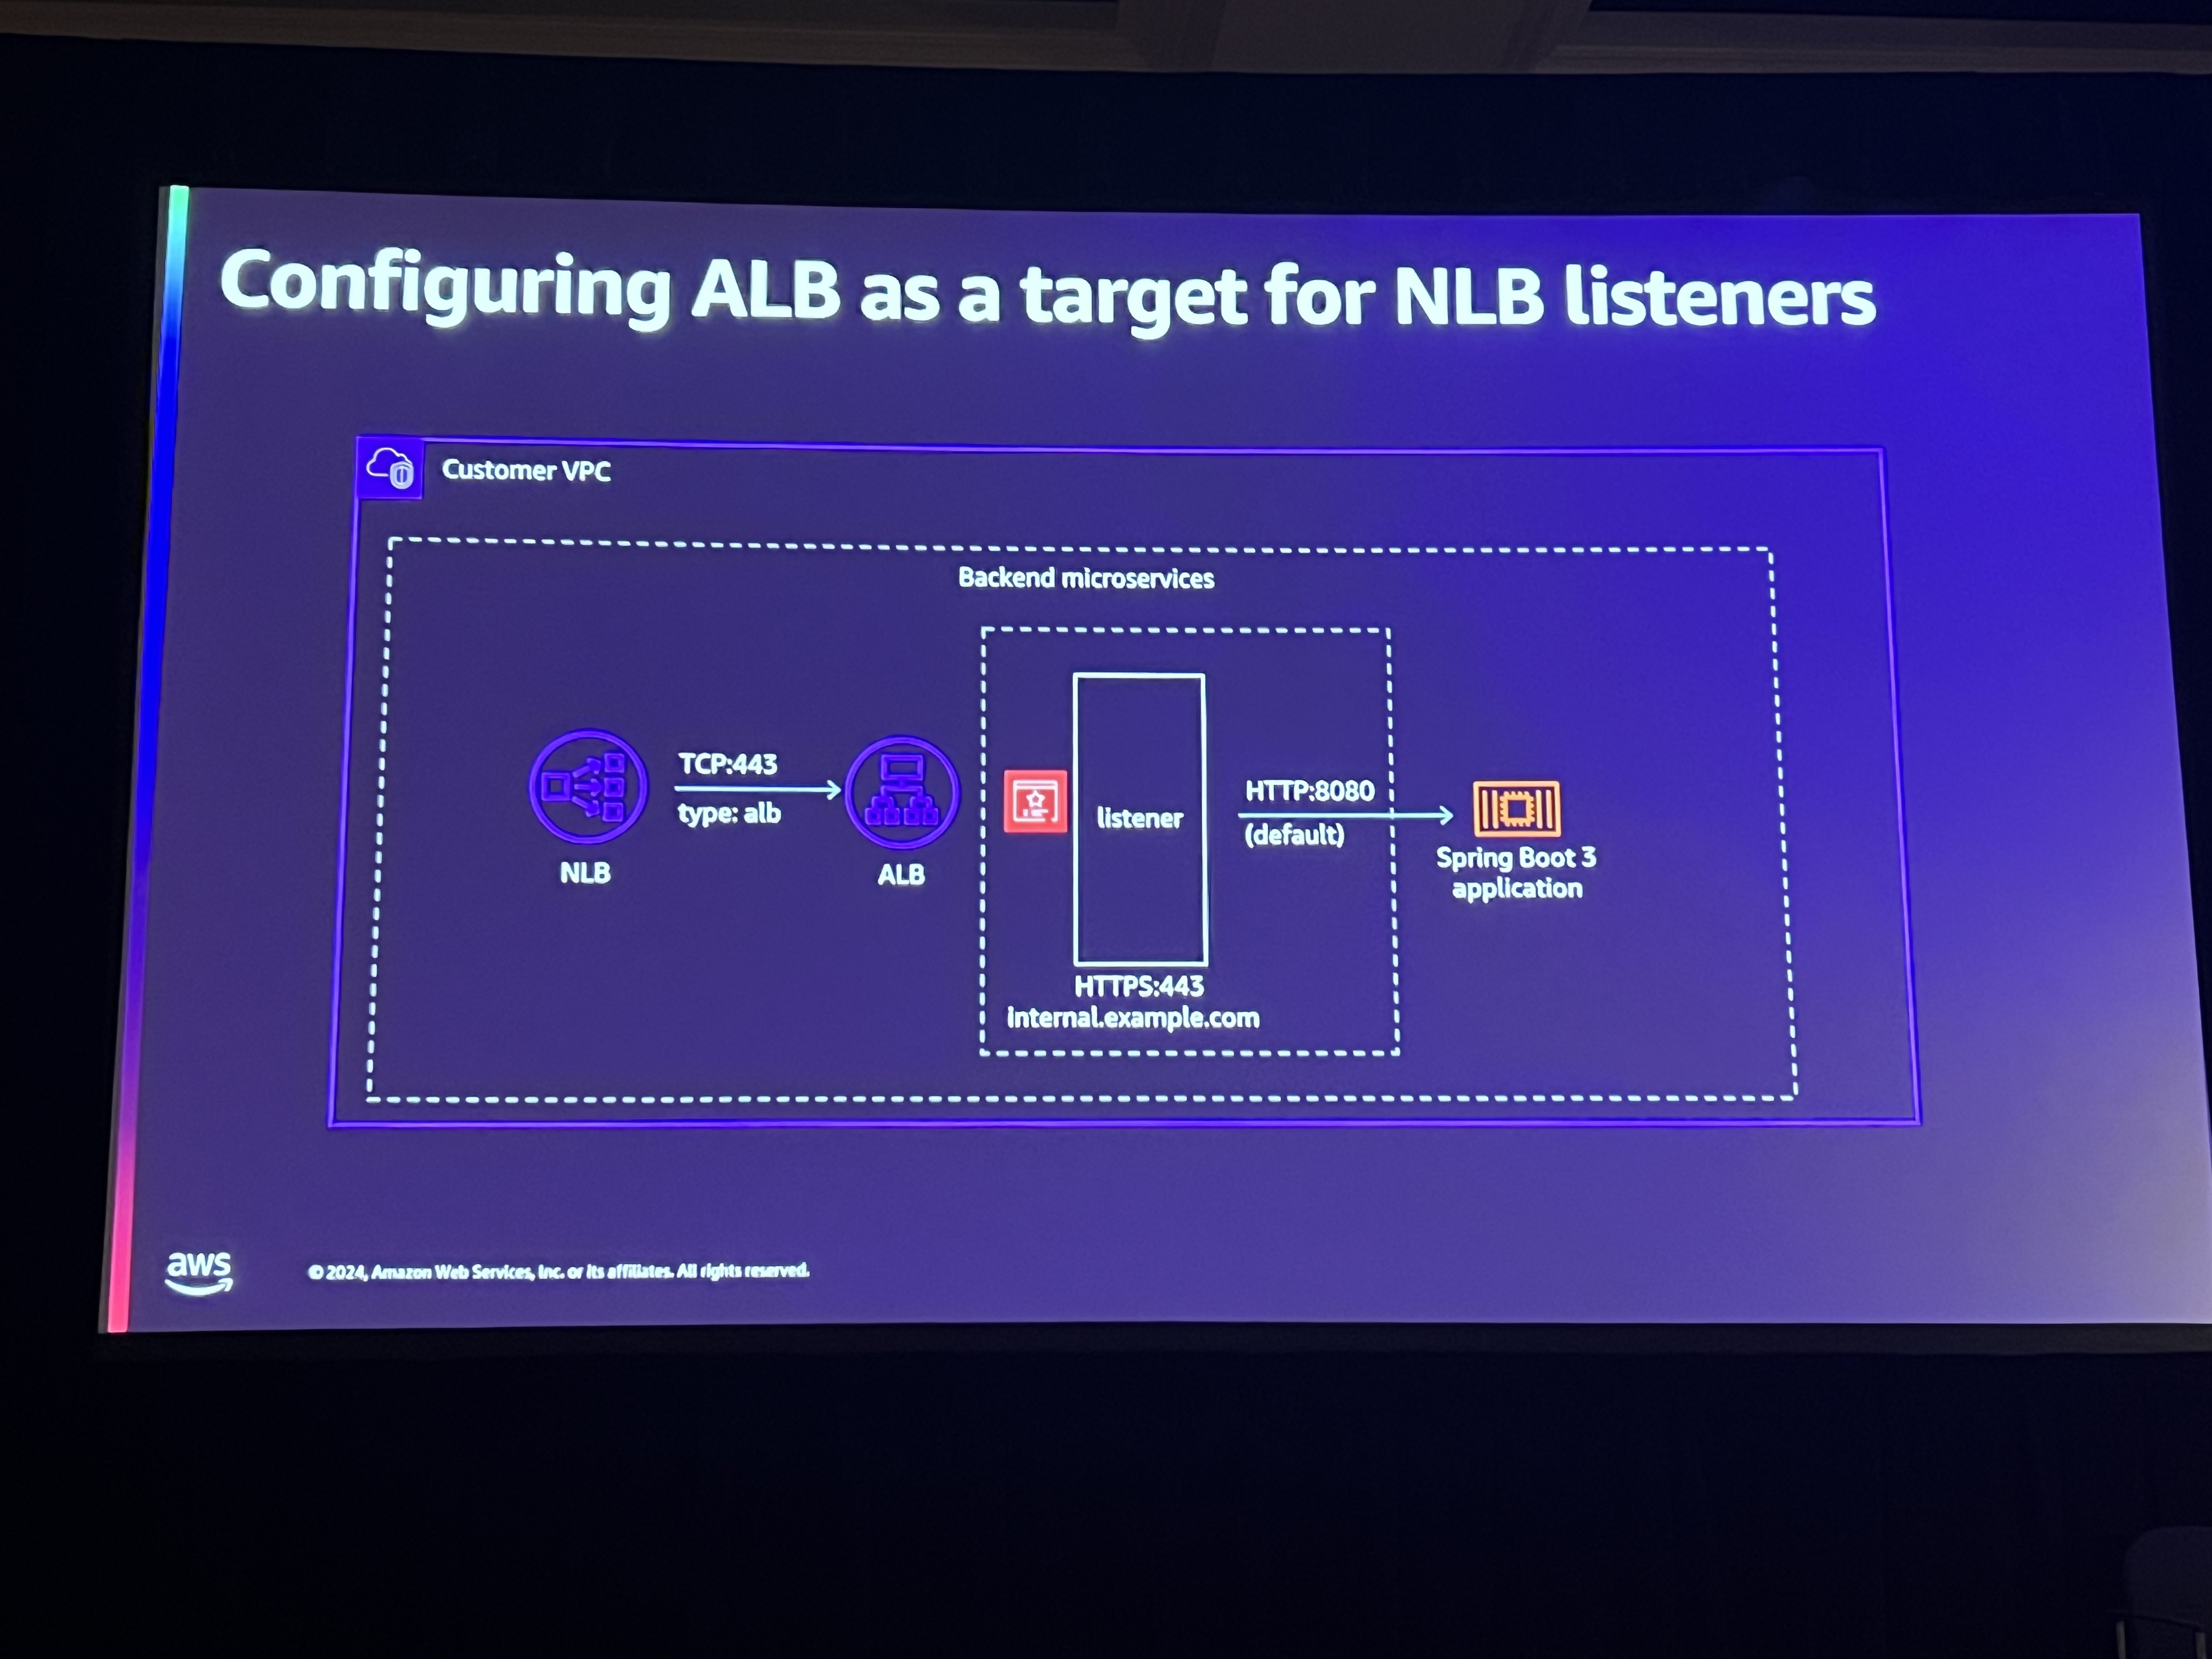 Configuring ALB as a target for NLB listeners
Customer VPC
Backend microservices
TCP:443
type: alb
NLB
ALB
listener
HTTPS:443
internal.example.com
HTTP:8080
(default)
Spring Boot 3
application
aws
© 2024, Amazon Web Services, Inc. or its affiliates. All rights reserved.